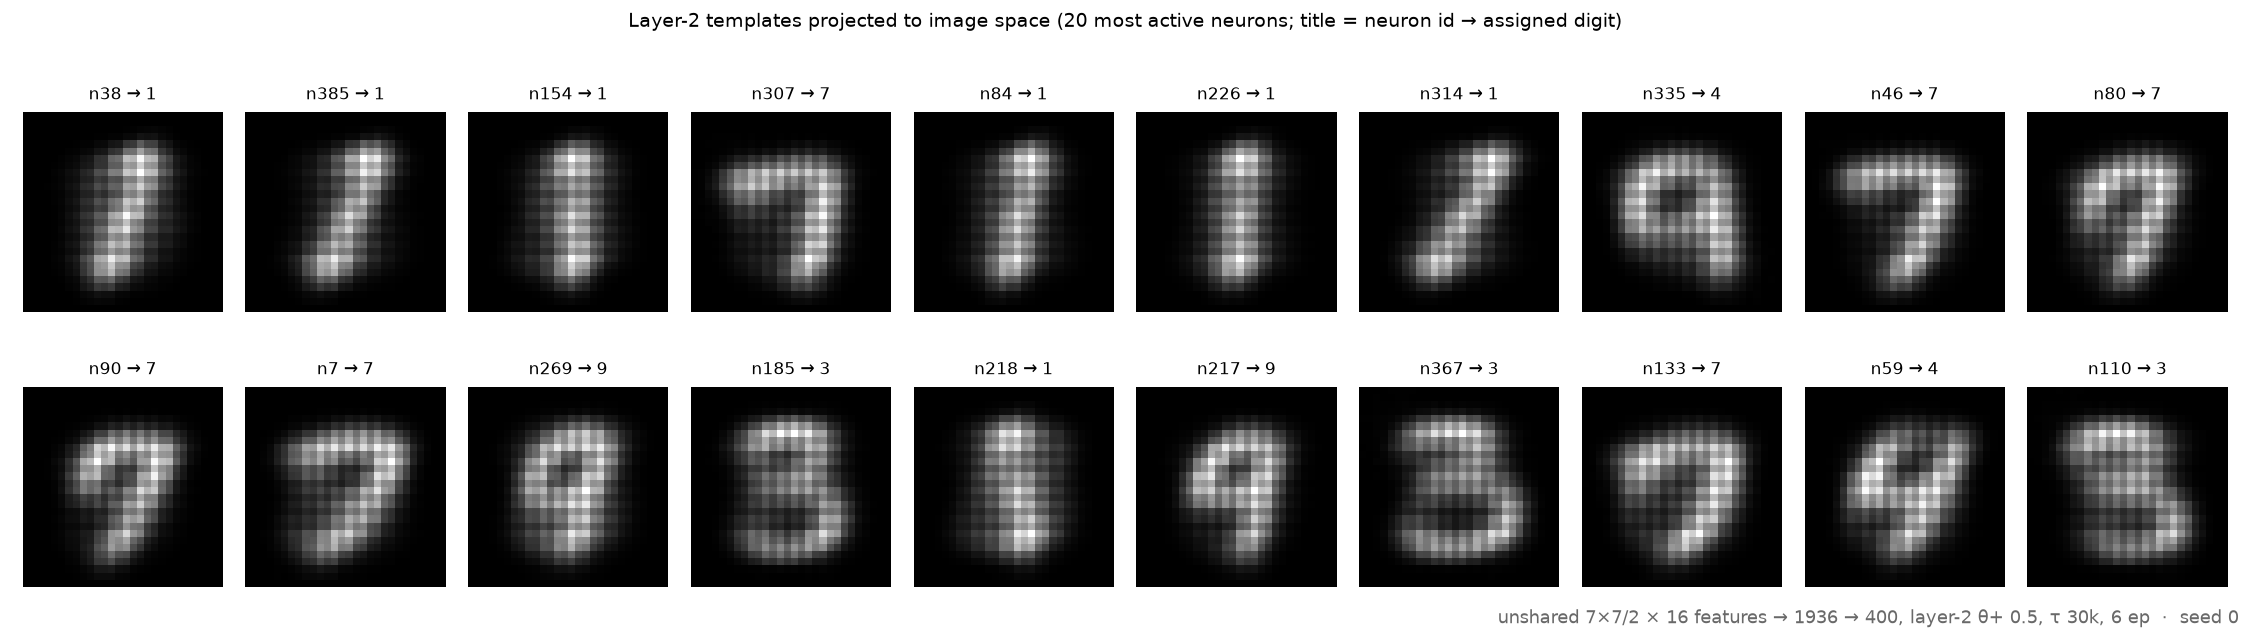 Layer-2 templates projected to image space (20 most active neurons; title = neuron id → assigned digit)
n38 → 1 n385 → 1 n154 → 1 n307 → 7 n84 → 1 n226 → 1 n314 → 1 n335 → 4 n46 → 7 n80 → 7
n90 → 7 n7 → 7 n269 → 9 n185 → 3 n218 → 1 n217 → 9 n367 → 3 n133 → 7 n59 → 4 n110 → 3
unshared 7×7/2 × 16 features → 1936 → 400, layer-2 θ+ 0.5, τ 30k, 6 ep · seed 0